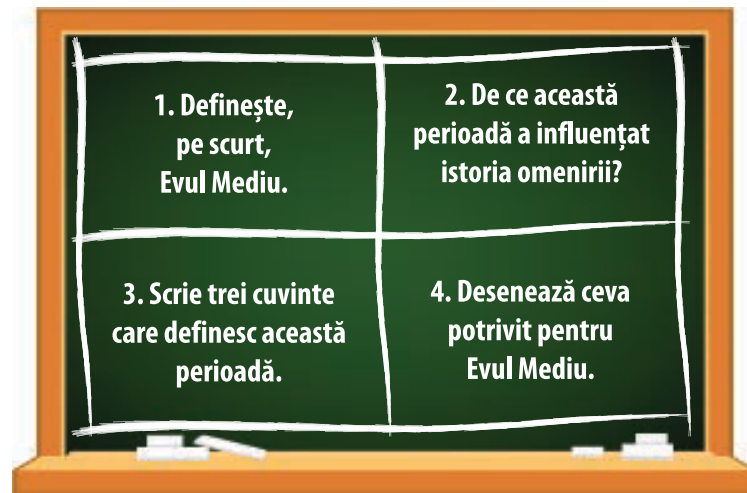 1. Definește,
pe scurt,
Evul Mediu.
2. De ce această
perioadă a influențat
istoria omenirii?
3. Scrie trei cuvinte
care definesc această
perioadă.
4. Desenează ceva
potrivit pentru
Evul Mediu.